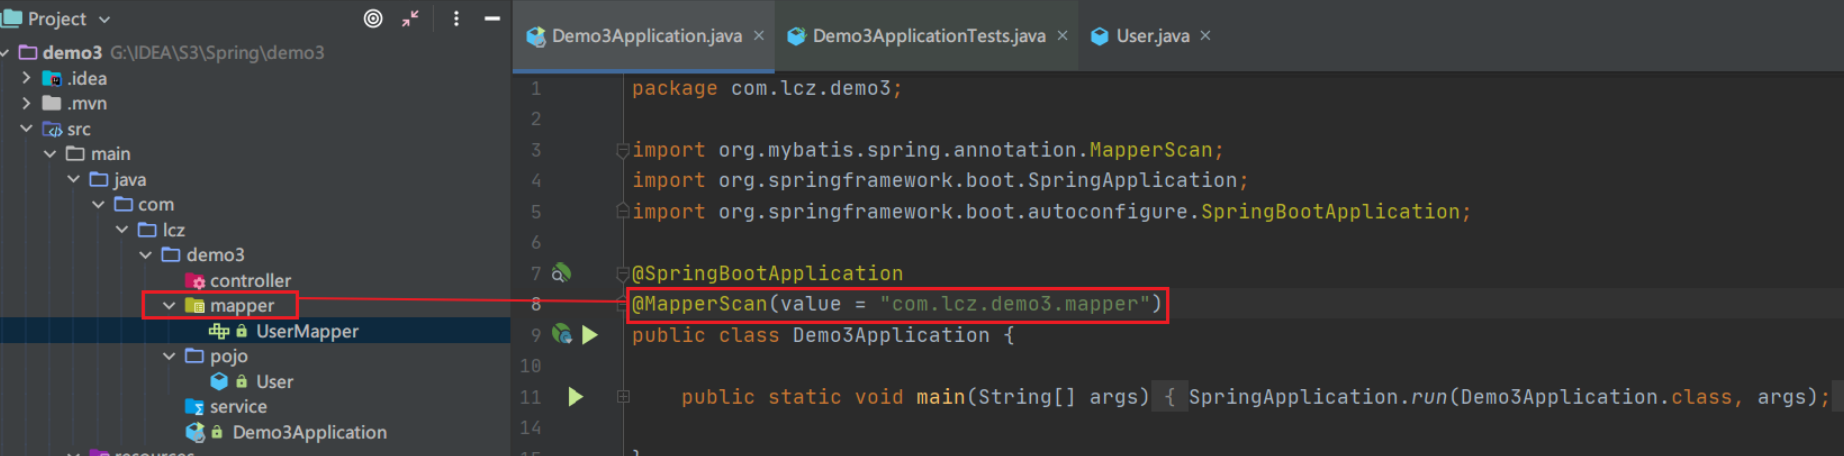 Project
demo3 G:\IDEA\S3\Spring\demo3
.idea
.mvn
src
main
java
com
lcz
demo3
controller
mapper
UserMapper
pojo
User
service
Demo3Application
resources
Demo3Application.java
Demo3ApplicationTests.java
User.java
1 package com.lcz.demo3;
2
3 import org.mybatis.spring.annotation.MapperScan;
4 import org.springframework.boot.SpringApplication;
5 import org.springframework.boot.autoconfigure.SpringBootApplication;
6
7 @SpringBootApplication
8 @MapperScan(value = "com.lcz.demo3.mapper")
9 public class Demo3Application {
10
11 public static void main(String[] args) { SpringApplication.run(Demo3Application.class, args);
14
15 }